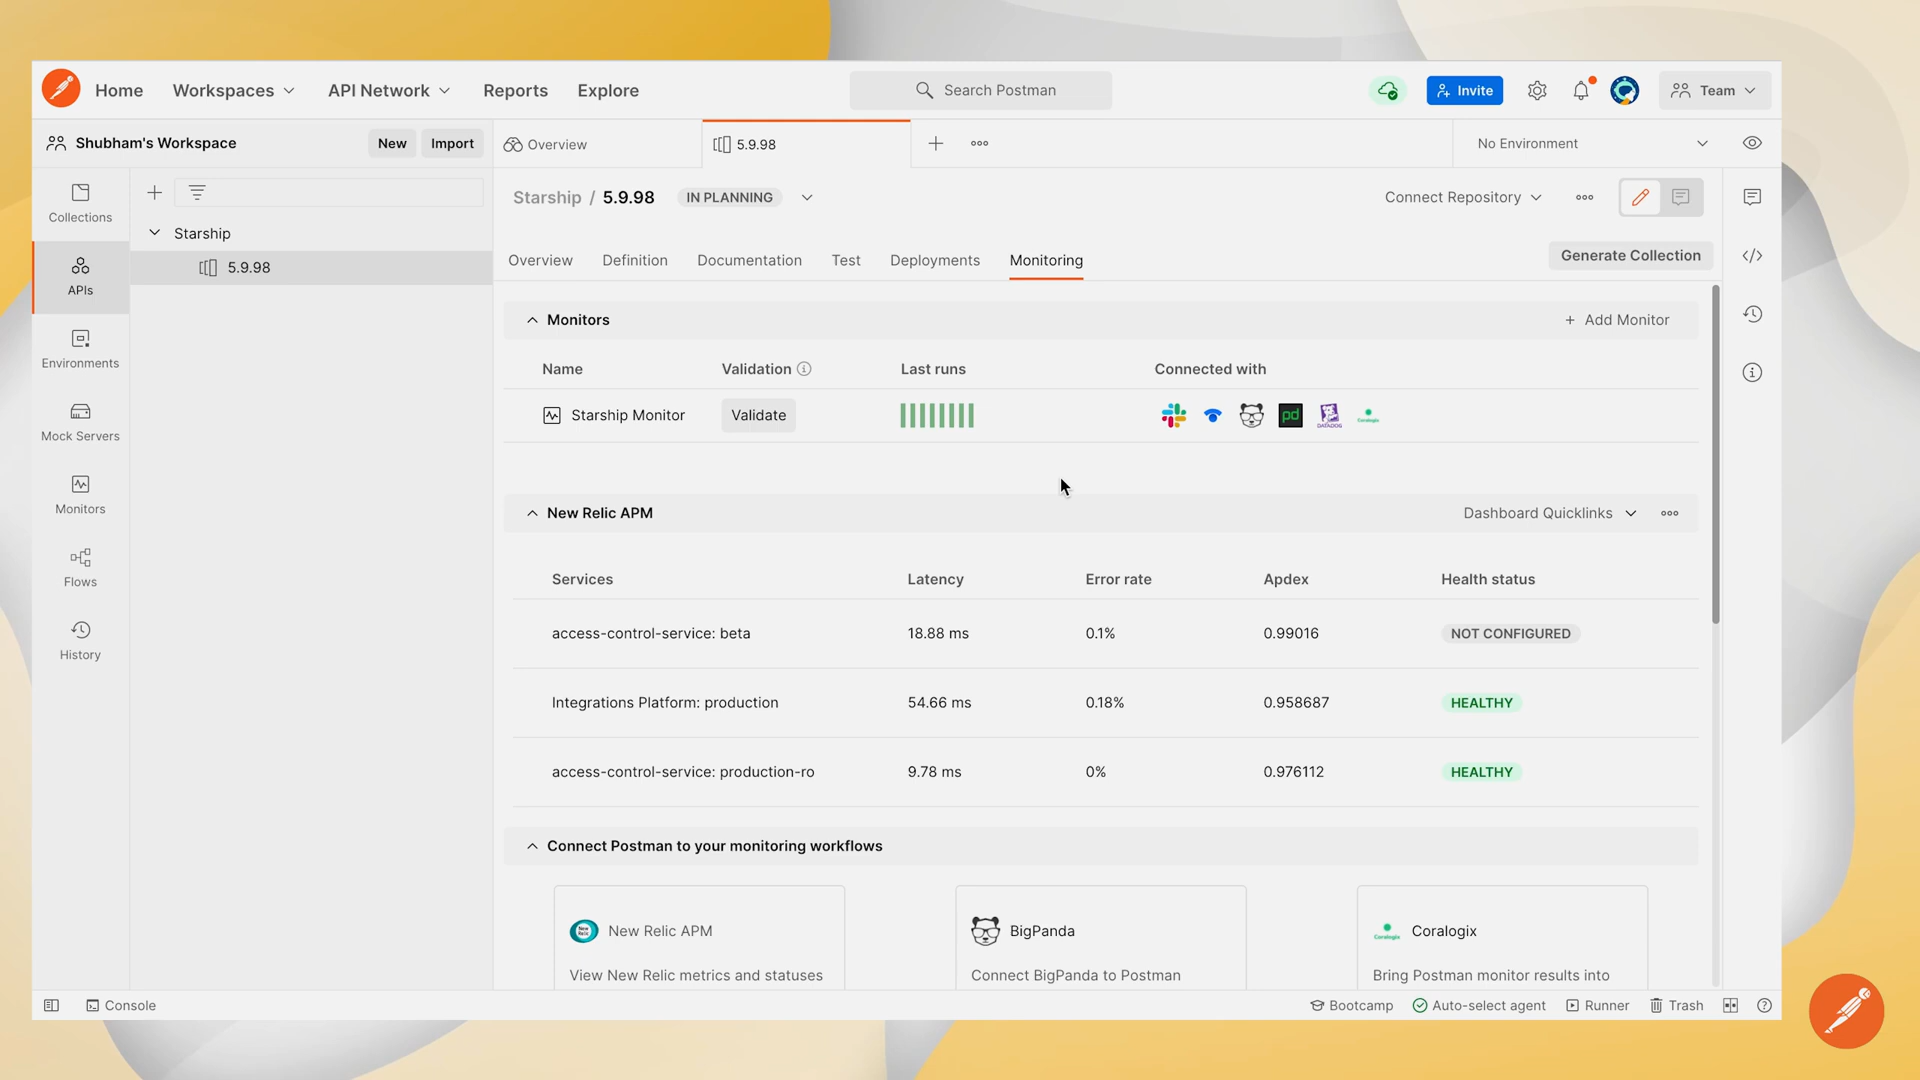 Home Workspaces API Network Reports Explore Search Postman Invite Team
Shubham's Workspace New Import Overview 5.9.98 No Environment
Starship / 5.9.98 IN PLANNING Connect Repository
Collections
Starship
5.9.98
APIs
Environments
Mock Servers
Monitors
Flows
History
Overview Definition Documentation Test Deployments Monitoring Generate Collection
Monitors Add Monitor
Name Validation Last runs Connected with
Starship Monitor Validate pd DATADOG Coralogix
New Relic APM Dashboard Quicklinks
Services Latency Error rate Apdex Health status
access-control-service: beta 18.88 ms 0.1% 0.99016 NOT CONFIGURED
Integrations Platform: production 54.66 ms 0.18% 0.958687 HEALTHY
access-control-service: production-ro 9.78 ms 0% 0.976112 HEALTHY
Connect Postman to your monitoring workflows
New Relic New Relic APM BigPanda Coralogix Coralogix
View New Relic metrics and statuses Connect BigPanda to Postman Bring Postman monitor results into
Console Bootcamp Auto-select agent Runner Trash